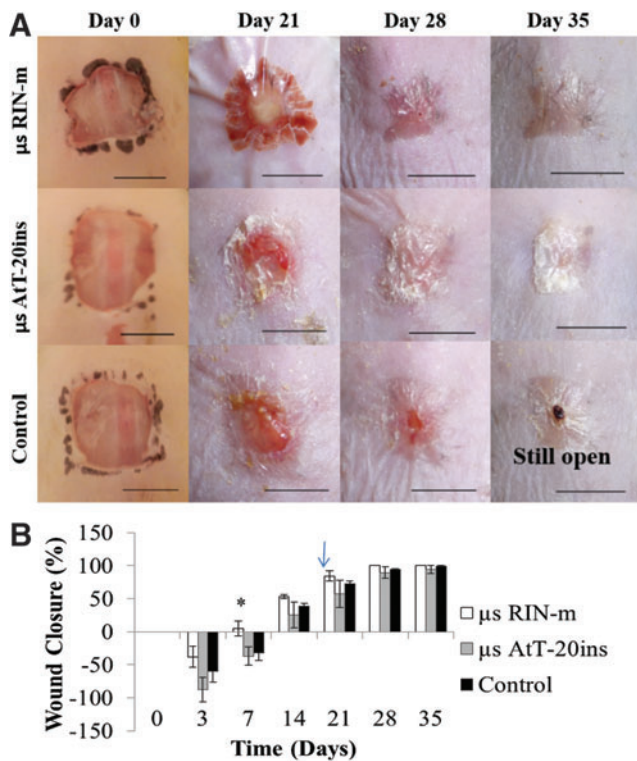 A
Day 0 Day 21 Day 28 Day 35
µs RIN-m
µs AtT-20ins
Control
Still open
B
Wound Closure (%)
150
100
50
0
-50
-100
-150
*
µs RIN-m
µs AtT-20ins
Control
0 3 7 14 21 28 35
Time (Days)